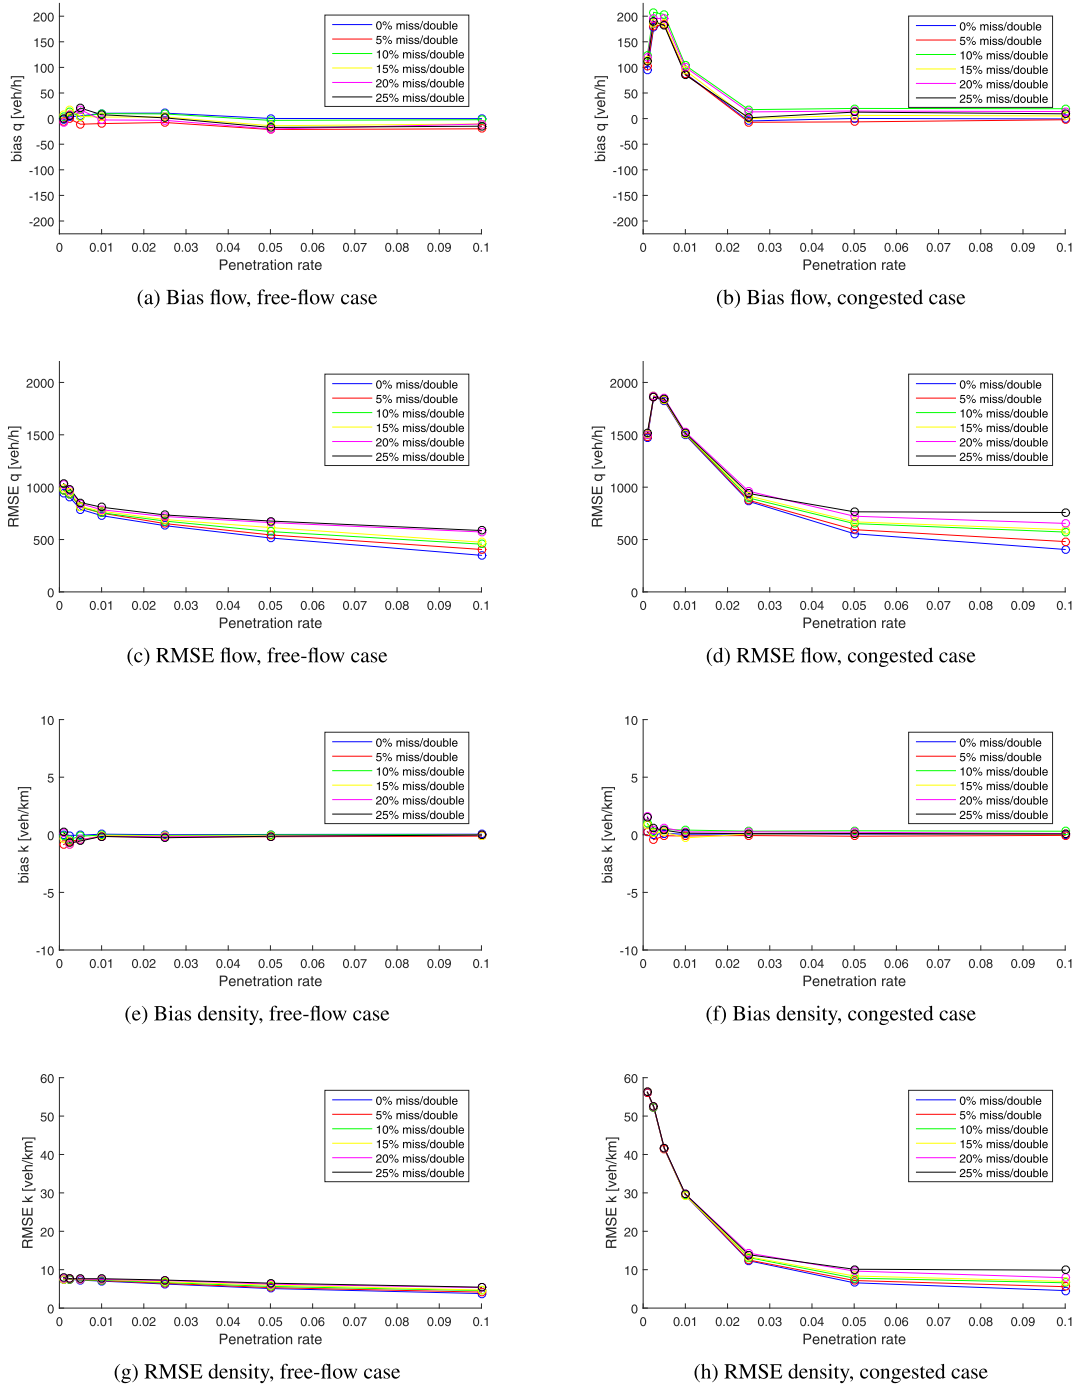 200
150
100
50
0
-50
-100
-150
-200
bias q [veh/h]
0% miss/double
5% miss/double
10% miss/double
15% miss/double
20% miss/double
25% miss/double
0 0.01 0.02 0.03 0.04 0.05 0.06 0.07 0.08 0.09 0.1
Penetration rate
(a) Bias flow, free-flow case
200
150
100
50
0
-50
-100
-150
-200
bias q [veh/h]
0% miss/double
5% miss/double
10% miss/double
15% miss/double
20% miss/double
25% miss/double
0 0.01 0.02 0.03 0.04 0.05 0.06 0.07 0.08 0.09 0.1
Penetration rate
(b) Bias flow, congested case
2000
1500
1000
500
0
RMSE q [veh/h]
0% miss/double
5% miss/double
10% miss/double
15% miss/double
20% miss/double
25% miss/double
0 0.01 0.02 0.03 0.04 0.05 0.06 0.07 0.08 0.09 0.1
Penetration rate
(c) RMSE flow, free-flow case
2000
1500
1000
500
0
RMSE q [veh/h]
0% miss/double
5% miss/double
10% miss/double
15% miss/double
20% miss/double
25% miss/double
0 0.01 0.02 0.03 0.04 0.05 0.06 0.07 0.08 0.09 0.1
Penetration rate
(d) RMSE flow, congested case
10
5
0
-5
-10
bias k [veh/km]
0% miss/double
5% miss/double
10% miss/double
15% miss/double
20% miss/double
25% miss/double
0 0.01 0.02 0.03 0.04 0.05 0.06 0.07 0.08 0.09 0.1
Penetration rate
(e) Bias density, free-flow case
10
5
0
-5
-10
bias k [veh/km]
0% miss/double
5% miss/double
10% miss/double
15% miss/double
20% miss/double
25% miss/double
0 0.01 0.02 0.03 0.04 0.05 0.06 0.07 0.08 0.09 0.1
Penetration rate
(f) Bias density, congested case
60
50
40
30
20
10
0
RMSE k [veh/km]
0% miss/double
5% miss/double
10% miss/double
15% miss/double
20% miss/double
25% miss/double
0 0.01 0.02 0.03 0.04 0.05 0.06 0.07 0.08 0.09 0.1
Penetration rate
(g) RMSE density, free-flow case
60
50
40
30
20
10
0
RMSE k [veh/km]
0% miss/double
5% miss/double
10% miss/double
15% miss/double
20% miss/double
25% miss/double
0 0.01 0.02 0.03 0.04 0.05 0.06 0.07 0.08 0.09 0.1
Penetration rate
(h) RMSE density, congested case